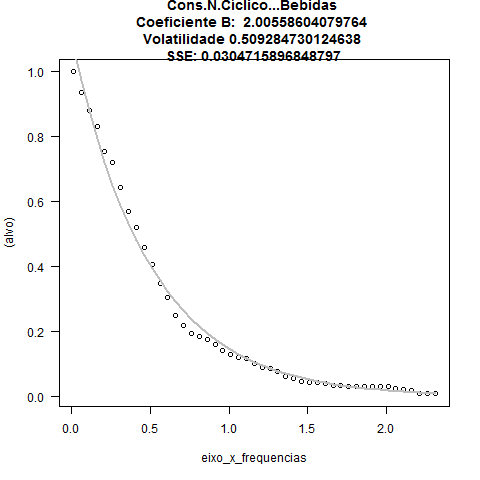 Cons.N.Ciclico...Bebidas
Coeficiente B: 2.00558604079764
Volatilidade 0.509284730124638
SSE: 0.0304715896848797
1.0
0.8
0.6
0.4
0.2
0.0
(alvo)
0.0 0.5 1.0 1.5 2.0
eixo_x_frequencias